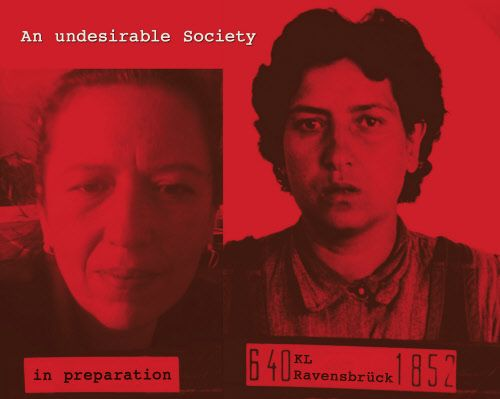 An undesirable Society
in preparation
640 KL 1852
Ravensbrück